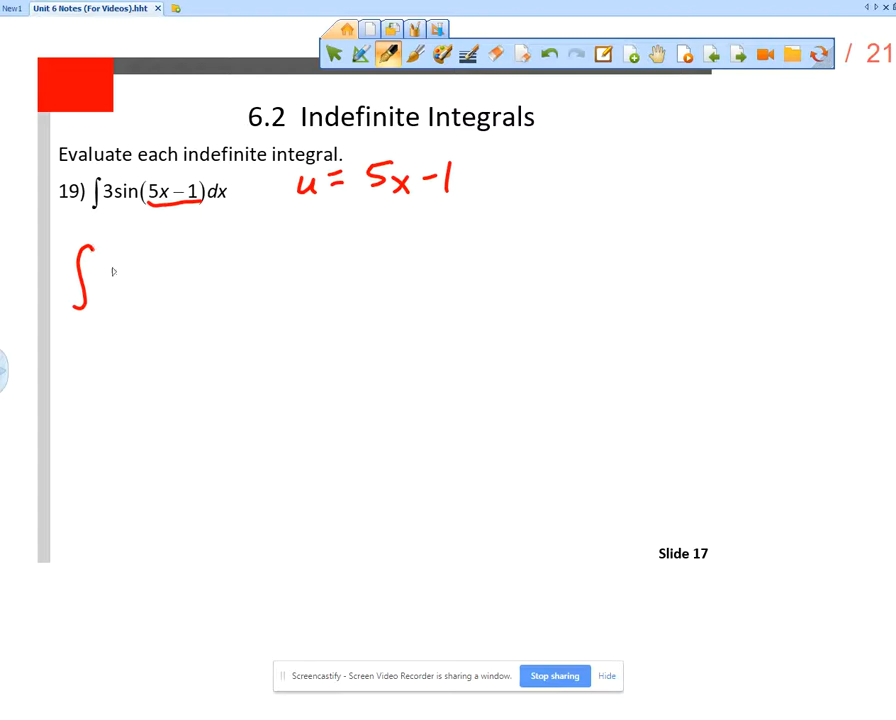 New1 Unit 6 Notes (For Videos).hht
/ 21
6.2 Indefinite Integrals
Evaluate each indefinite integral.
19) ∫3sin(5x−1)dx u = 5x-1
∫
Slide 17
Screencastify - Screen Video Recorder is sharing a window. Stop sharing Hide